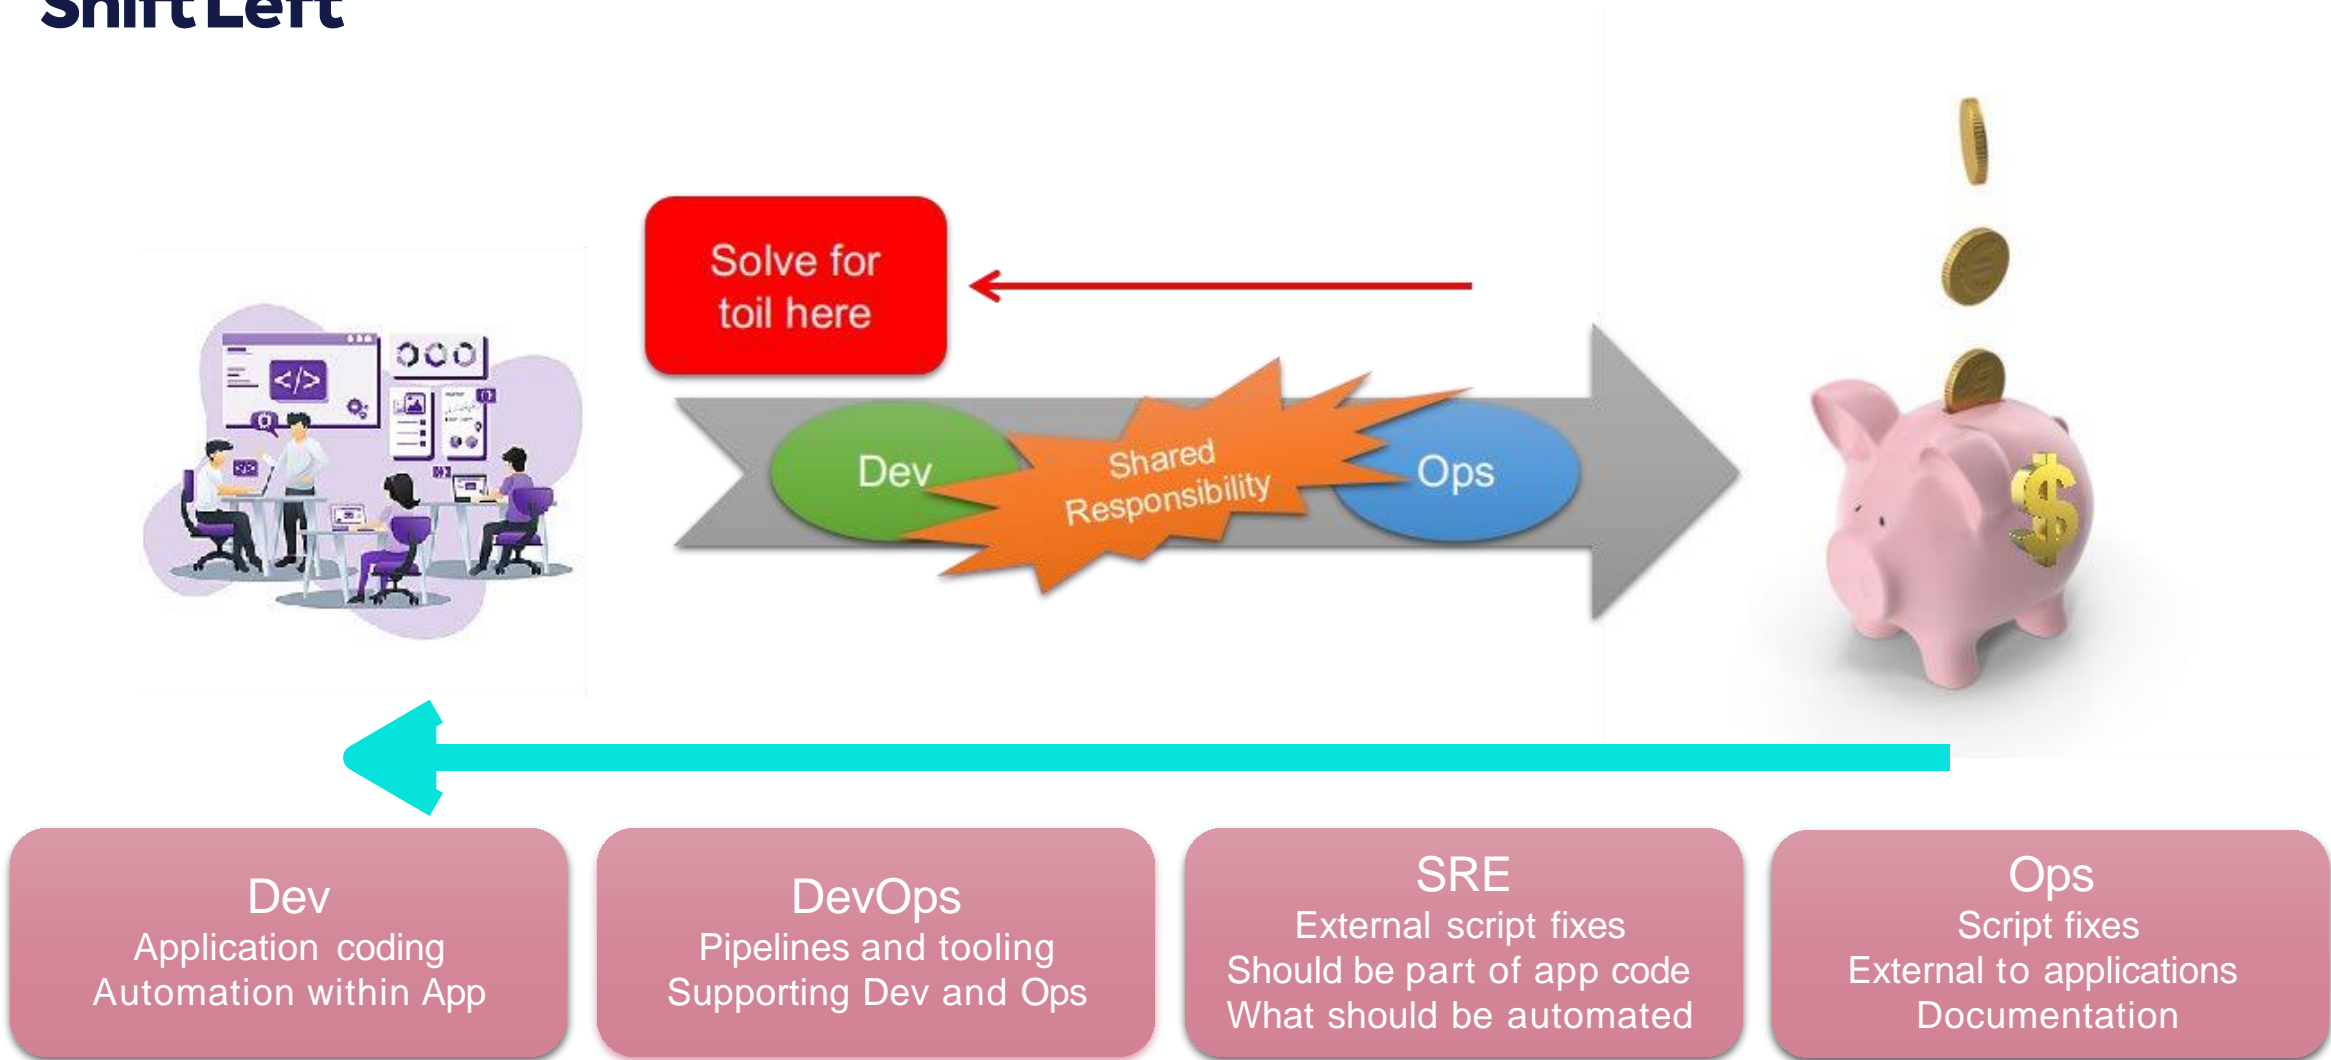 Shift Left
Solve for
toil here
Dev
Shared
Responsibility
Ops
$
</>
Dev
Application coding
Automation within App
DevOps
Pipelines and tooling
Supporting Dev and Ops
SRE
External script fixes
Should be part of app code
What should be automated
Ops
Script fixes
External to applications
Documentation